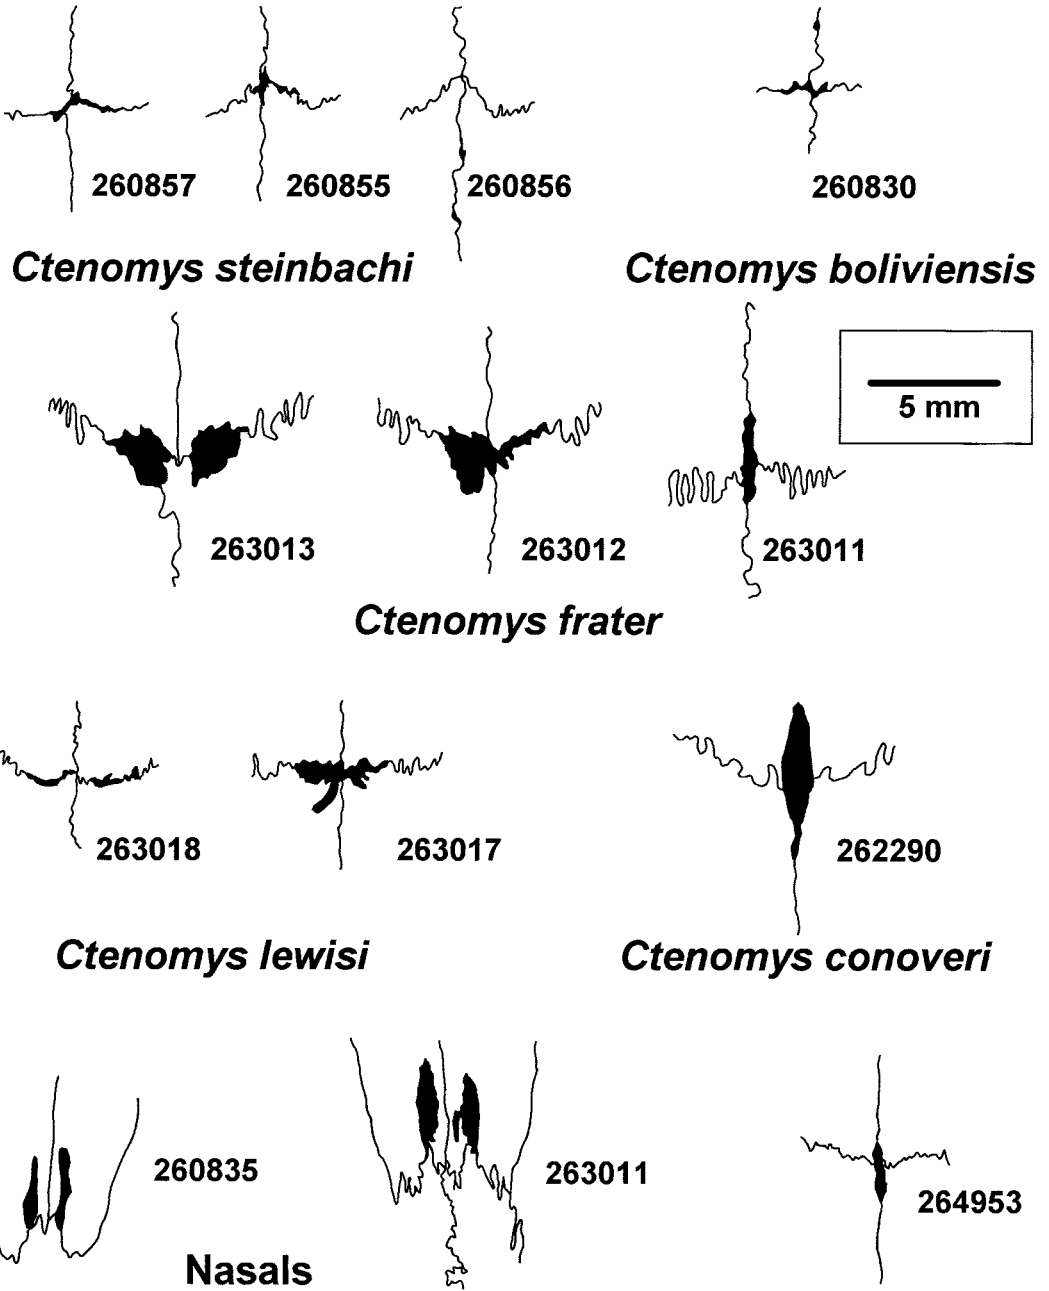 260857 260855 260856 260830
Ctenomys steinbachi Ctenomys boliviensis
5 mm
263013 263012 263011
Ctenomys frater
263018 263017 262290
Ctenomys lewisi Ctenomys conoveri
260835 263011 264953
Nasals